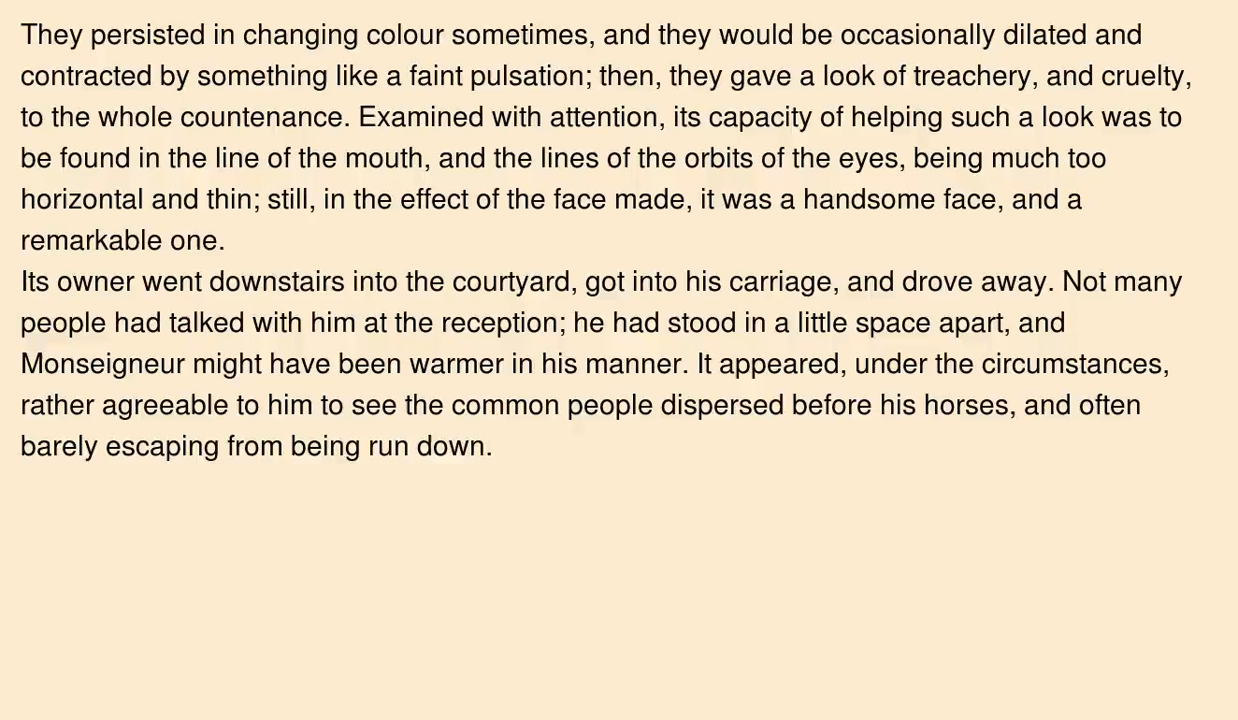 They persisted in changing colour sometimes, and they would be occasionally dilated and
contracted by something like a faint pulsation; then, they gave a look of treachery, and cruelty,
to the whole countenance. Examined with attention, its capacity of helping such a look was to
be found in the line of the mouth, and the lines of the orbits of the eyes, being much too
horizontal and thin; still, in the effect of the face made, it was a handsome face, and a
remarkable one.
Its owner went downstairs into the courtyard, got into his carriage, and drove away. Not many
people had talked with him at the reception; he had stood in a little space apart, and
Monseigneur might have been warmer in his manner. It appeared, under the circumstances,
rather agreeable to him to see the common people dispersed before his horses, and often
barely escaping from being run down.